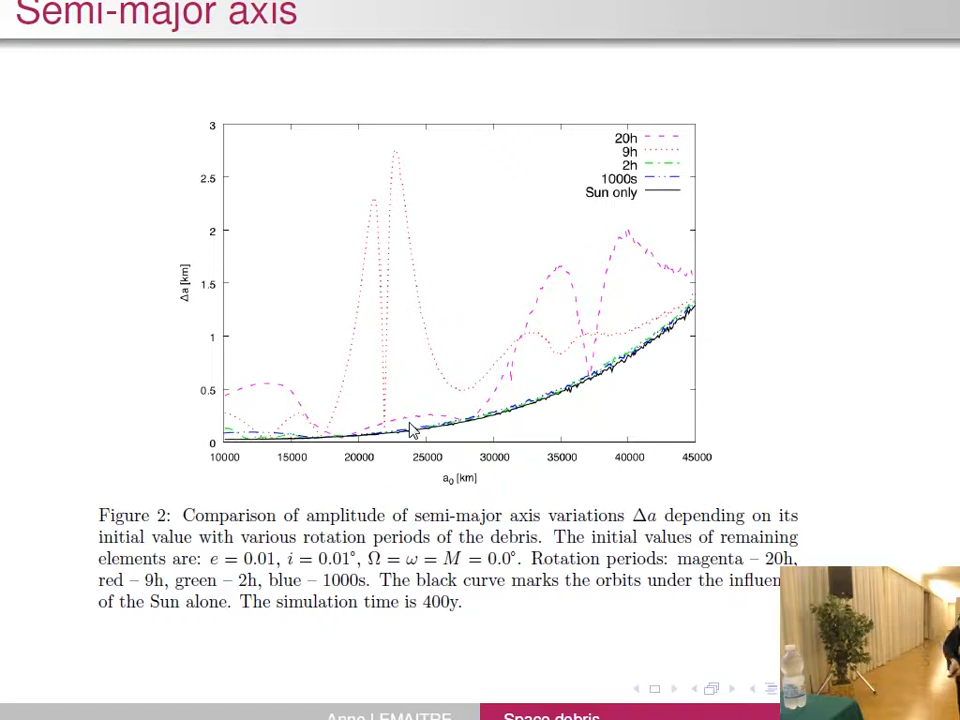 Semi-major axis
3
2.5
2
1.5
1
0.5
0
Δa [km]
20h
9h
2h
1000s
Sun only
10000 15000 20000 25000 30000 35000 40000 45000
a₀ [km]
Figure 2: Comparison of amplitude of semi-major axis variations Δa depending on its
initial value with various rotation periods of the debris. The initial values of remaining
elements are: e = 0.01, i = 0.01°, Ω = ω = M = 0.0°. Rotation periods: magenta – 20h,
red – 9h, green – 2h, blue – 1000s. The black curve marks the orbits under the influen
of the Sun alone. The simulation time is 400y.
Anne LEMAITRE Space debris